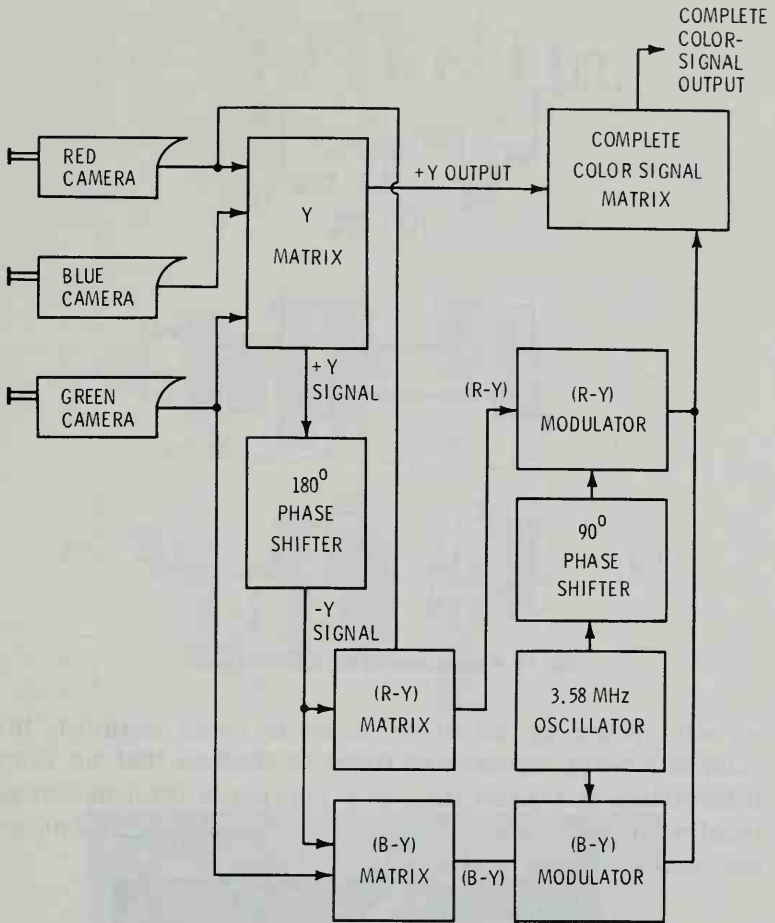 COMPLETE
COLOR-
SIGNAL
OUTPUT
RED
CAMERA
BLUE
CAMERA
GREEN
CAMERA
Y
MATRIX
+Y OUTPUT
COMPLETE
COLOR SIGNAL
MATRIX
+Y
SIGNAL
180°
PHASE
SHIFTER
-Y
SIGNAL
(R-Y)
(R-Y)
MODULATOR
90°
PHASE
SHIFTER
(R-Y)
MATRIX
3.58 MHz
OSCILLATOR
(B-Y)
MATRIX
(B-Y)
(B-Y)
MODULATOR